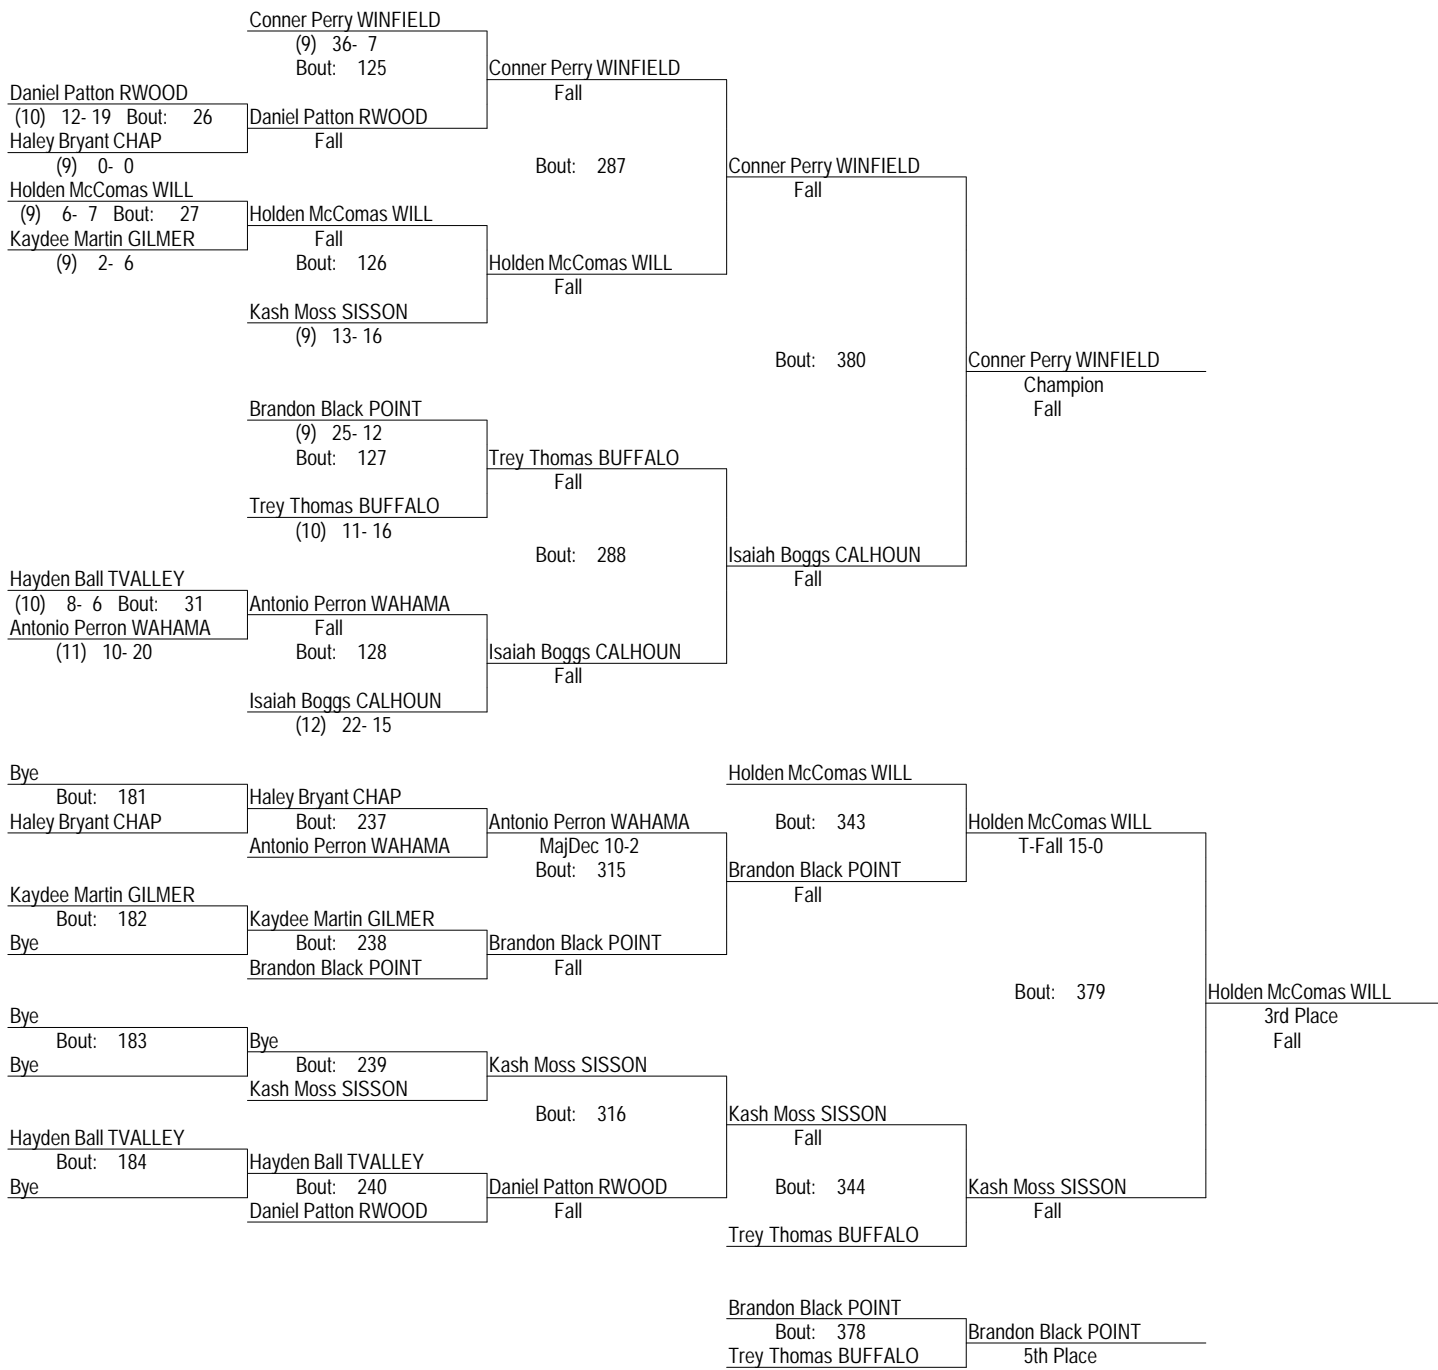 Conner Perry WINFIELD
(9) 36- 7
Bout: 125
Conner Perry WINFIELD
Fall
Daniel Patton RWOOD
(10) 12- 19 Bout: 26
Daniel Patton RWOOD
Fall
Haley Bryant CHAP
(9) 0- 0
Bout: 287
Conner Perry WINFIELD
Fall
Holden McComas WILL
(9) 6- 7 Bout: 27
Holden McComas WILL
Fall
Kaydee Martin GILMER
(9) 2- 6
Bout: 126
Holden McComas WILL
Fall
Kash Moss SISSON
(9) 13- 16
Bout: 380
Conner Perry WINFIELD
Champion
Fall
Brandon Black POINT
(9) 25- 12
Bout: 127
Trey Thomas BUFFALO
Fall
Trey Thomas BUFFALO
(10) 11- 16
Bout: 288
Isaiah Boggs CALHOUN
Fall
Hayden Ball TVALLEY
(10) 8- 6 Bout: 31
Antonio Perron WAHAMA
Fall
Antonio Perron WAHAMA
(11) 10- 20
Bout: 128
Isaiah Boggs CALHOUN
Fall
Isaiah Boggs CALHOUN
(12) 22- 15
Bye
Bout: 181
Haley Bryant CHAP
Haley Bryant CHAP
Bout: 237
Antonio Perron WAHAMA
Antonio Perron WAHAMA
MajDec 10-2
Bout: 315
Holden McComas WILL
Bout: 343
Holden McComas WILL
T-Fall 15-0
Brandon Black POINT
Fall
Kaydee Martin GILMER
Bout: 182
Bye
Kaydee Martin GILMER
Bout: 238
Brandon Black POINT
Brandon Black POINT
Fall
Bout: 379
Holden McComas WILL
3rd Place
Fall
Bye
Bout: 183
Bye
Bye
Bout: 239
Kash Moss SISSON
Kash Moss SISSON
Bout: 316
Kash Moss SISSON
Fall
Hayden Ball TVALLEY
Bout: 184
Bye
Hayden Ball TVALLEY
Bout: 240
Daniel Patton RWOOD
Daniel Patton RWOOD
Fall
Bout: 344
Kash Moss SISSON
Fall
Trey Thomas BUFFALO
Brandon Black POINT
Bout: 378
Brandon Black POINT
5th Place
Trey Thomas BUFFALO